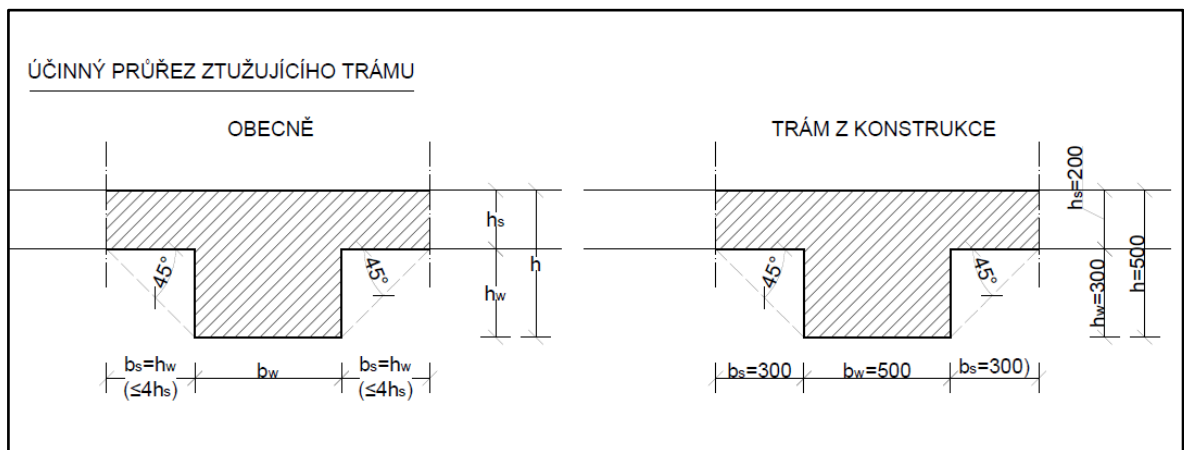 ÚČINNÝ PRŮŘEZ ZTUŽUJÍCÍHO TRÁMU
OBECNĚ
45°
45°
hs
hw
h
bs=hw
(≤4hs)
bw
bs=hw
(≤4hs)
TRÁM Z KONSTRUKCE
45°
45°
hs=200
hw=300
h=500
bs=300
bw=500
bs=300)